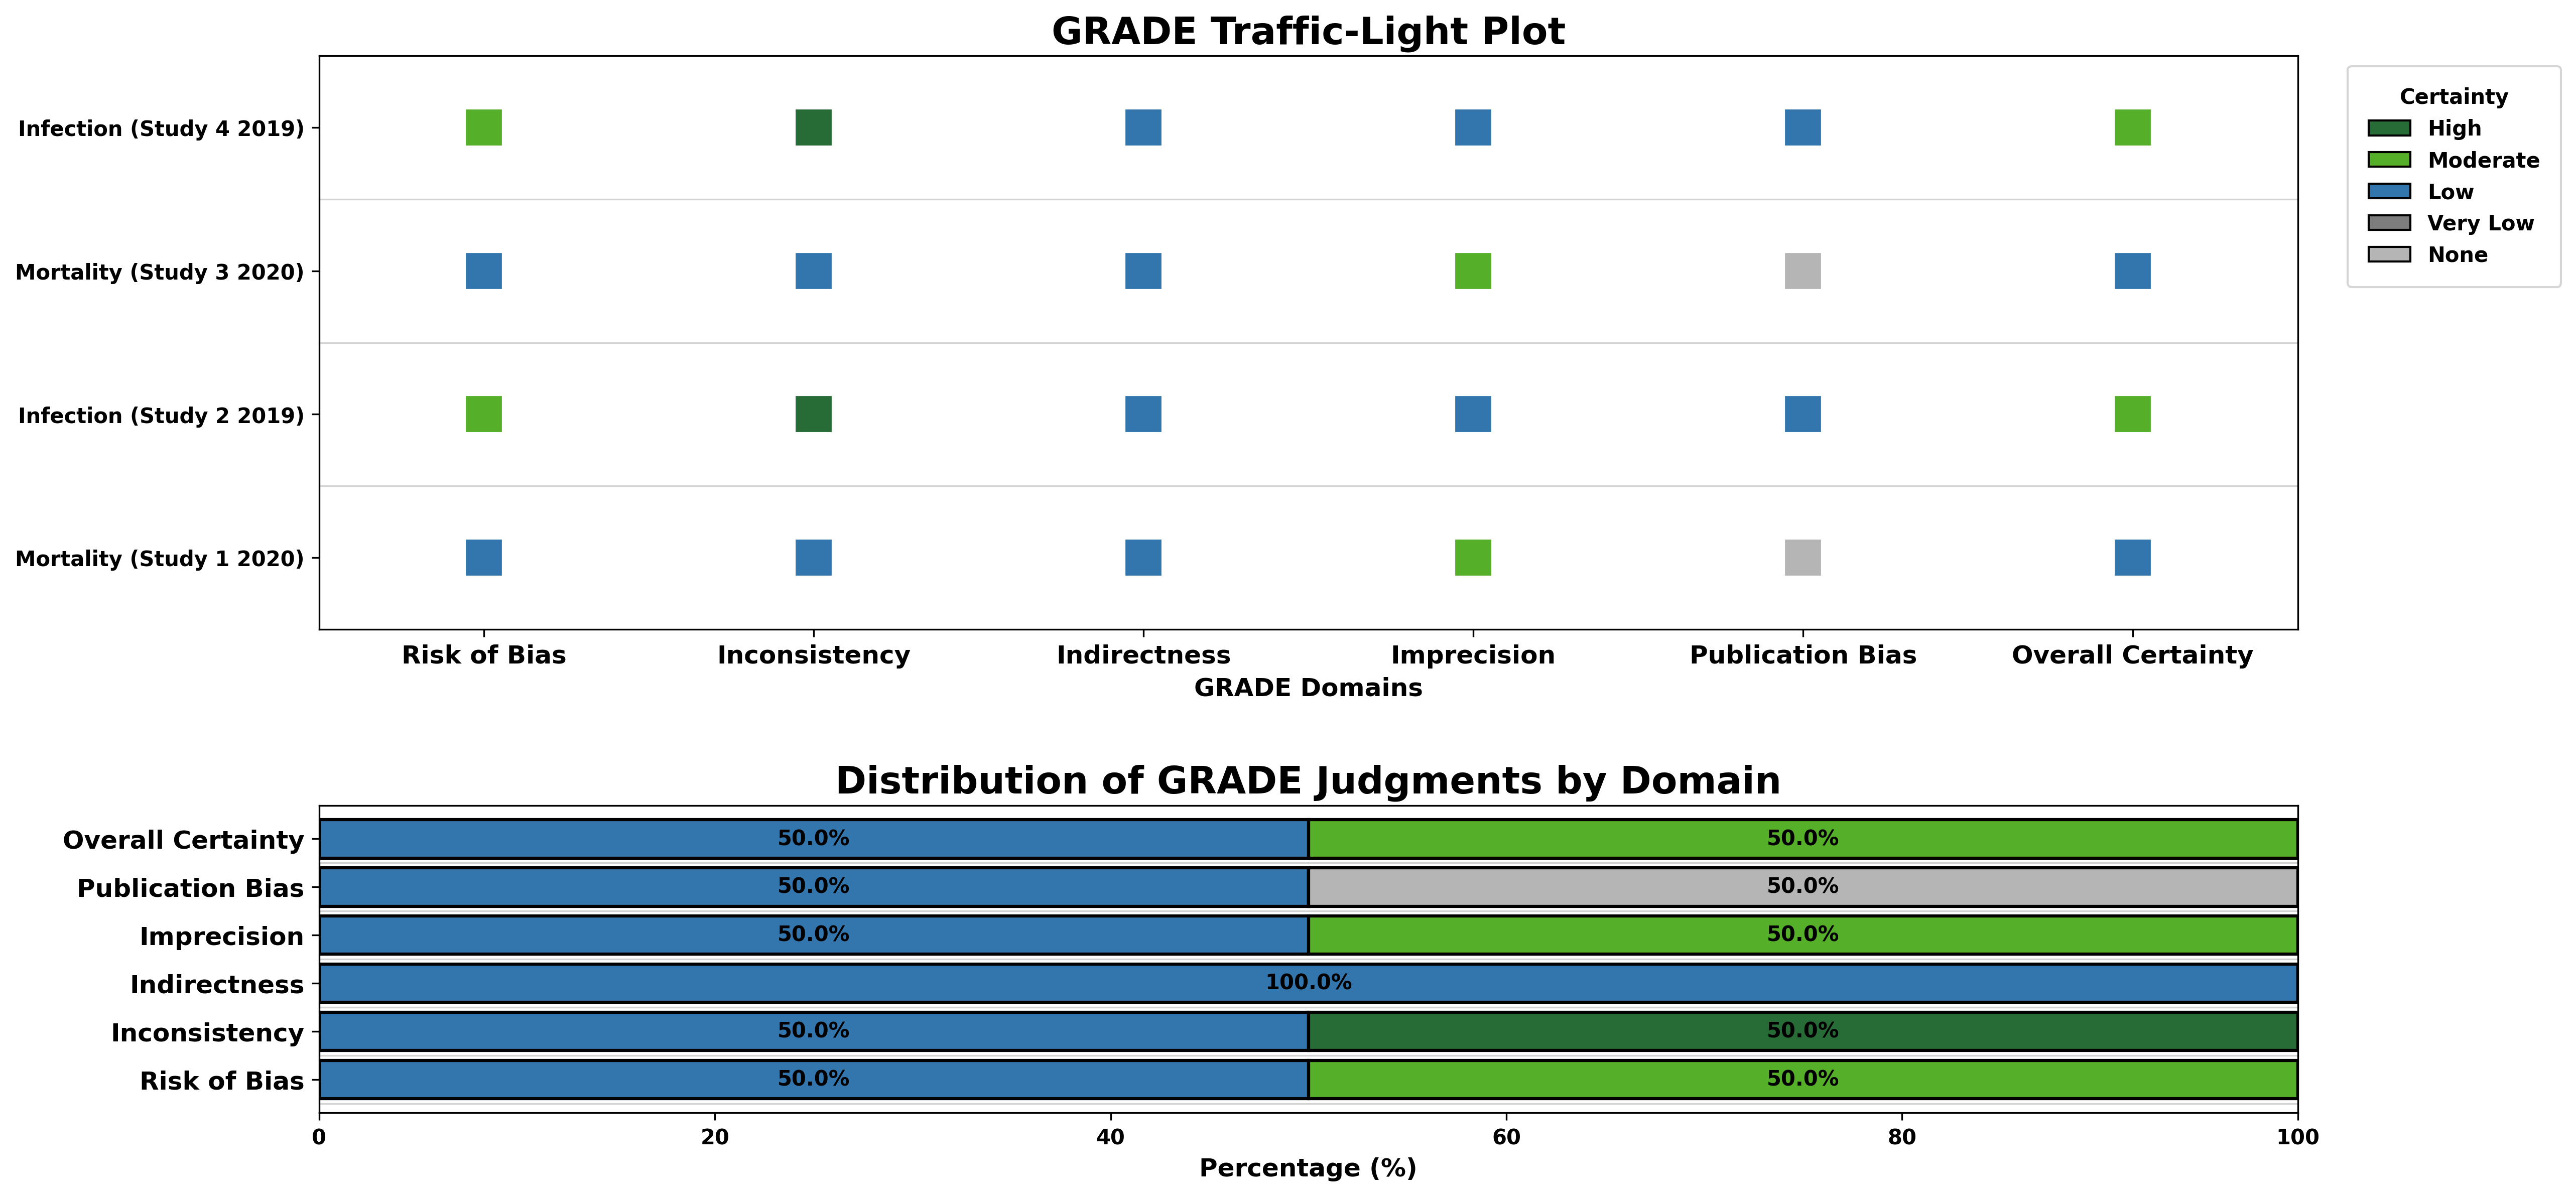 GRADE Traffic-Light Plot
Certainty
High
Moderate
Low
Very Low
None
Infection (Study 4 2019)
Mortality (Study 3 2020)
Infection (Study 2 2019)
Mortality (Study 1 2020)
Risk of Bias Inconsistency Indirectness Imprecision Publication Bias Overall Certainty
GRADE Domains
Distribution of GRADE Judgments by Domain
Overall Certainty 50.0% 50.0%
Publication Bias 50.0% 50.0%
Imprecision 50.0% 50.0%
Indirectness 100.0%
Inconsistency 50.0% 50.0%
Risk of Bias 50.0% 50.0%
0 20 40 60 80 100
Percentage (%)